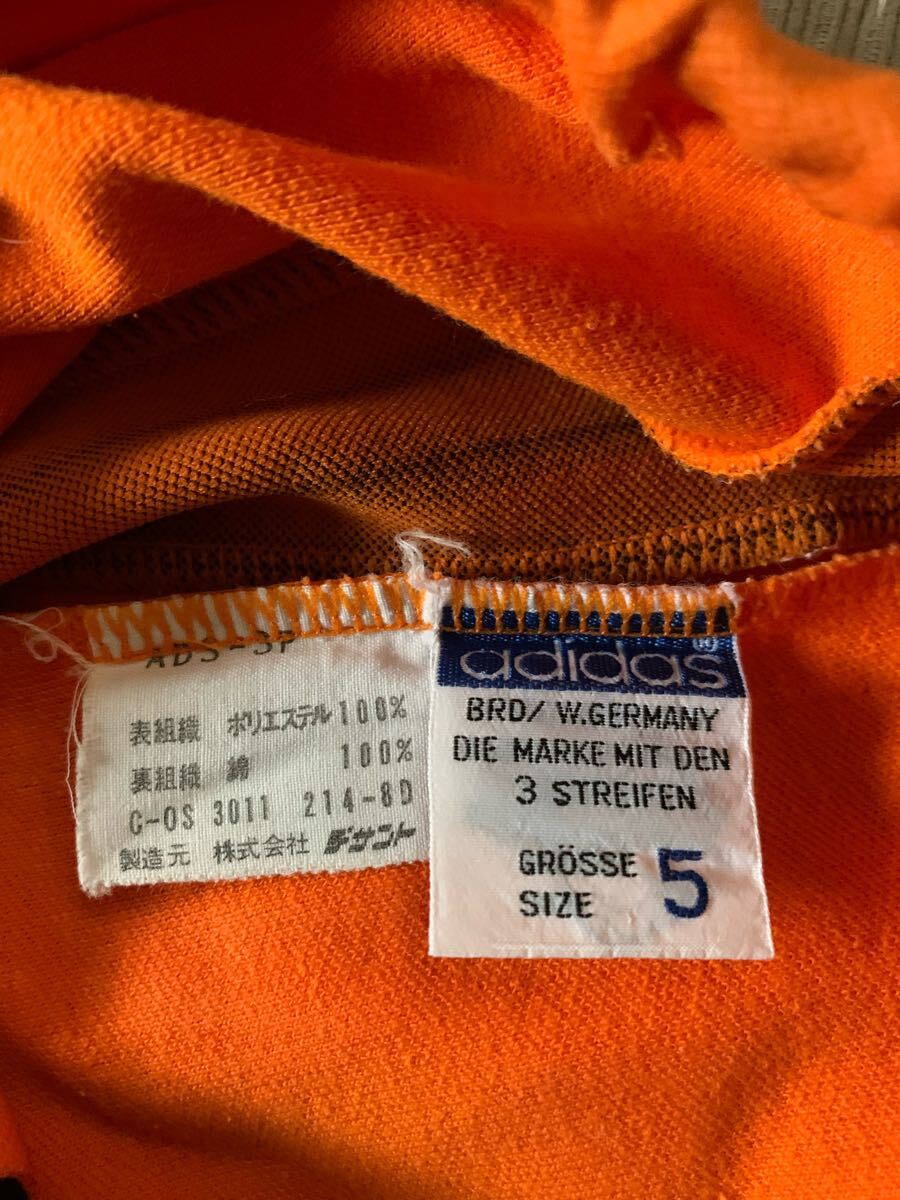 ADS-3P
表組織 ポリエステル100%
裏組織 綿 100%
C-OS 3011 214-8D
製造元 株式会社 デサント
adidas®
BRD/ W.GERMANY
DIE MARKE MIT DEN
3 STREIFEN
GRÖSSE
SIZE 5